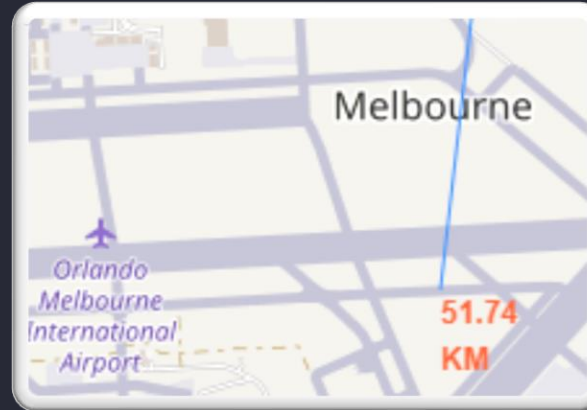 Melbourne
Orlando
Melbourne
International
Airport
51.74
KM